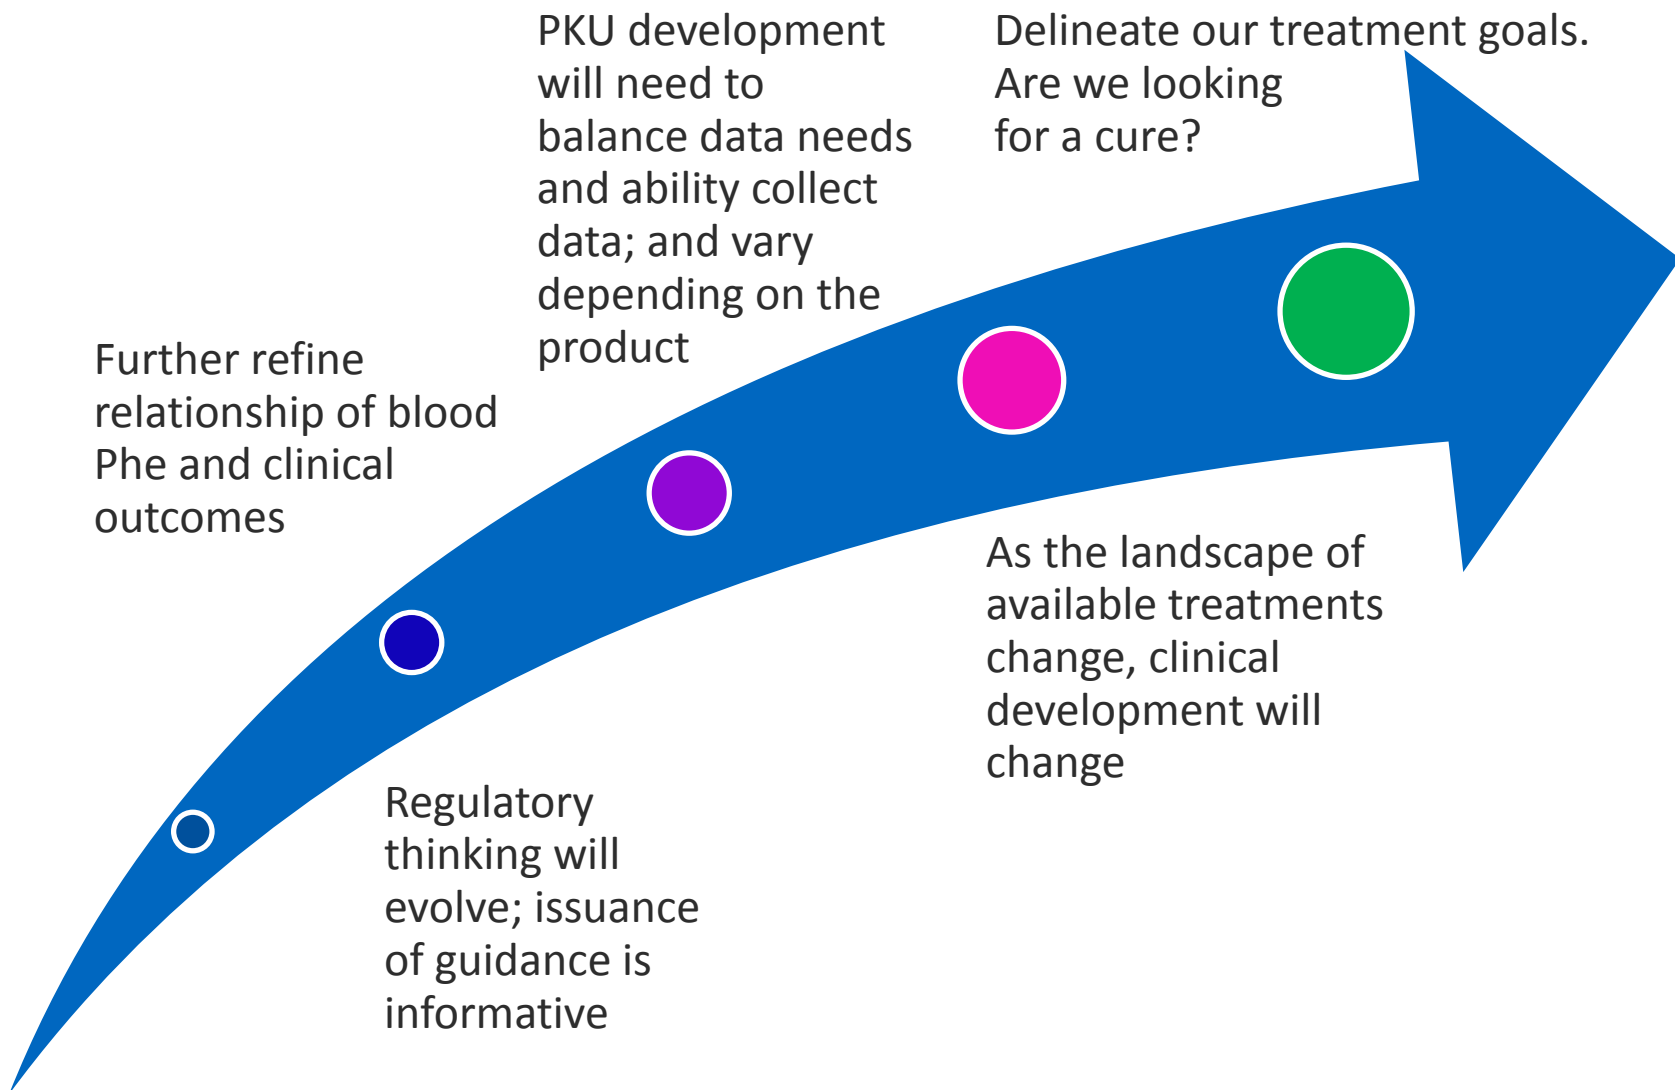 Further refine
relationship of blood
Phe and clinical
outcomes
Regulatory
thinking will
evolve; issuance
of guidance is
informative
PKU development
will need to
balance data needs
and ability collect
data; and vary
depending on the
product
As the landscape of
available treatments
change, clinical
development will
change
Delineate our treatment goals.
Are we looking
for a cure?